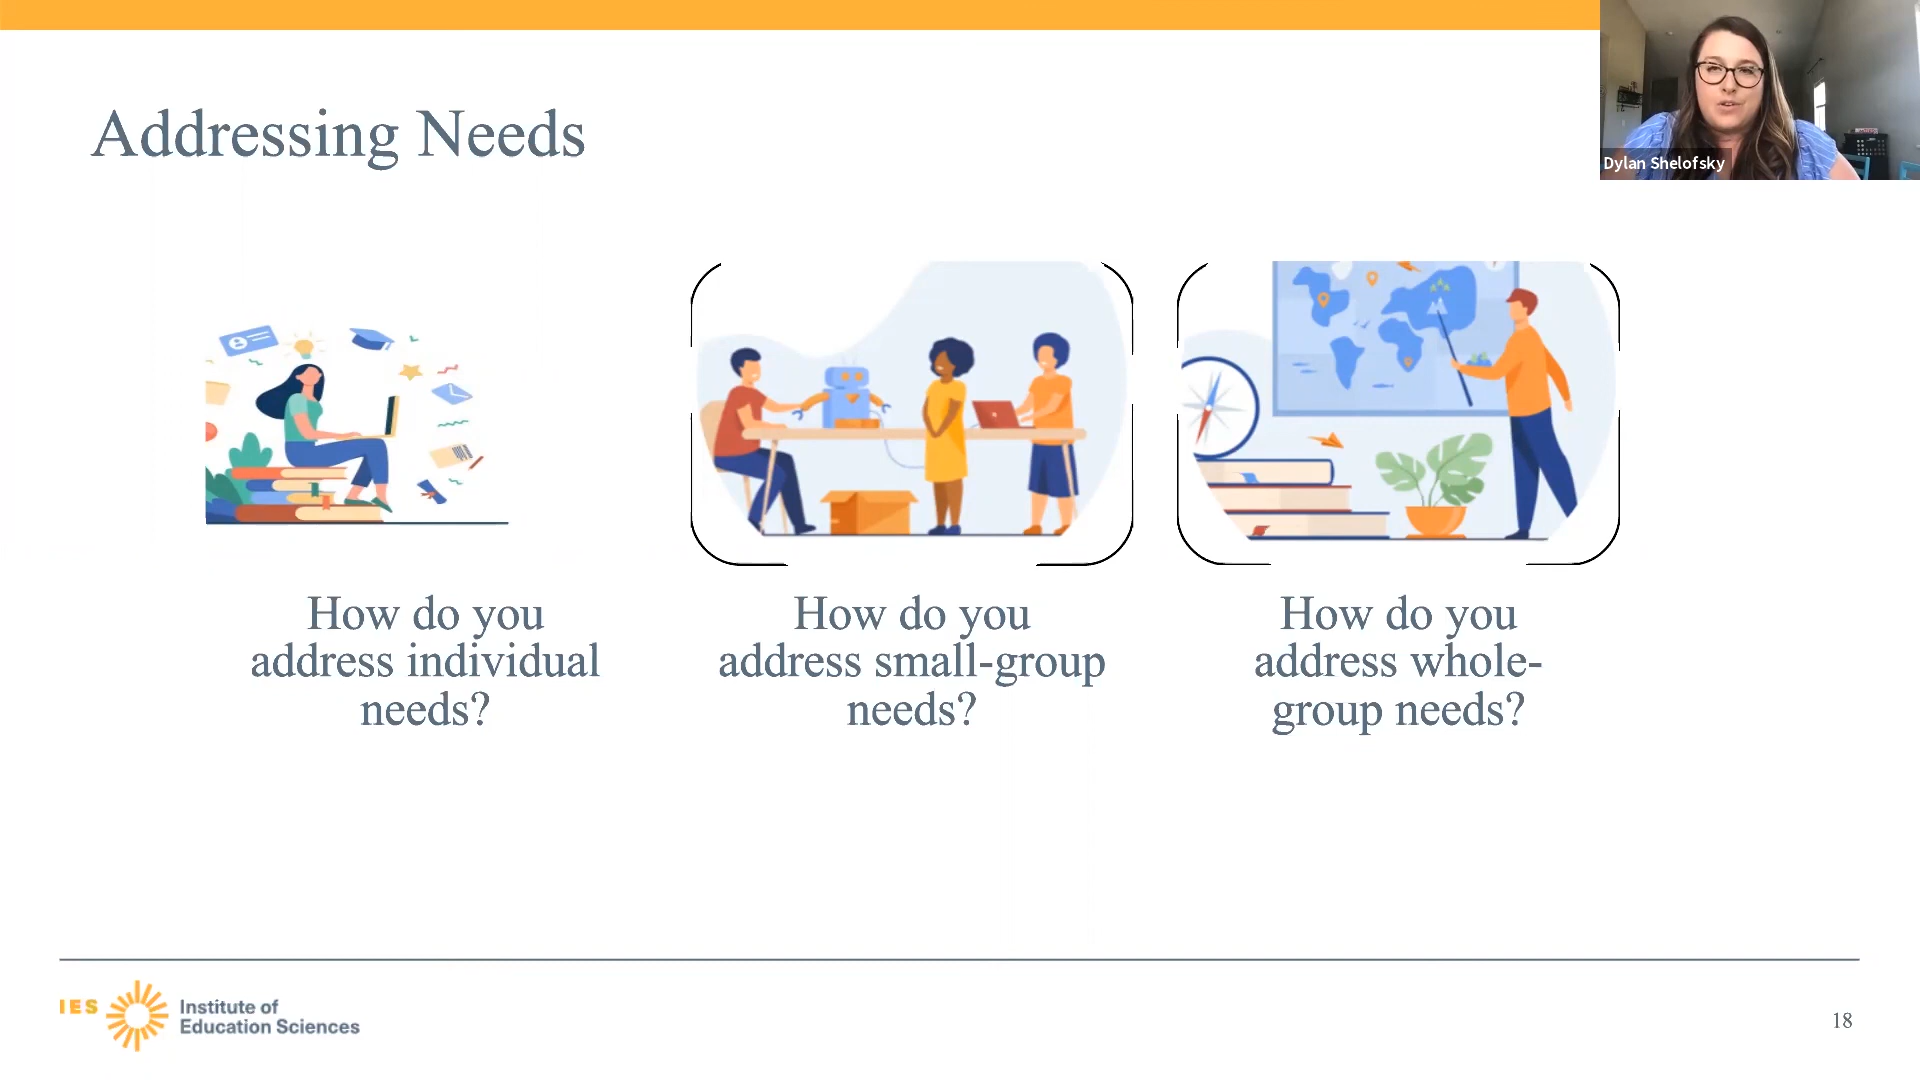 Addressing Needs
Dylan Shelofsky
How do you
address individual
needs?
How do you
address small-group
needs?
How do you
address whole-
group needs?
IES
Institute of
Education Sciences
18